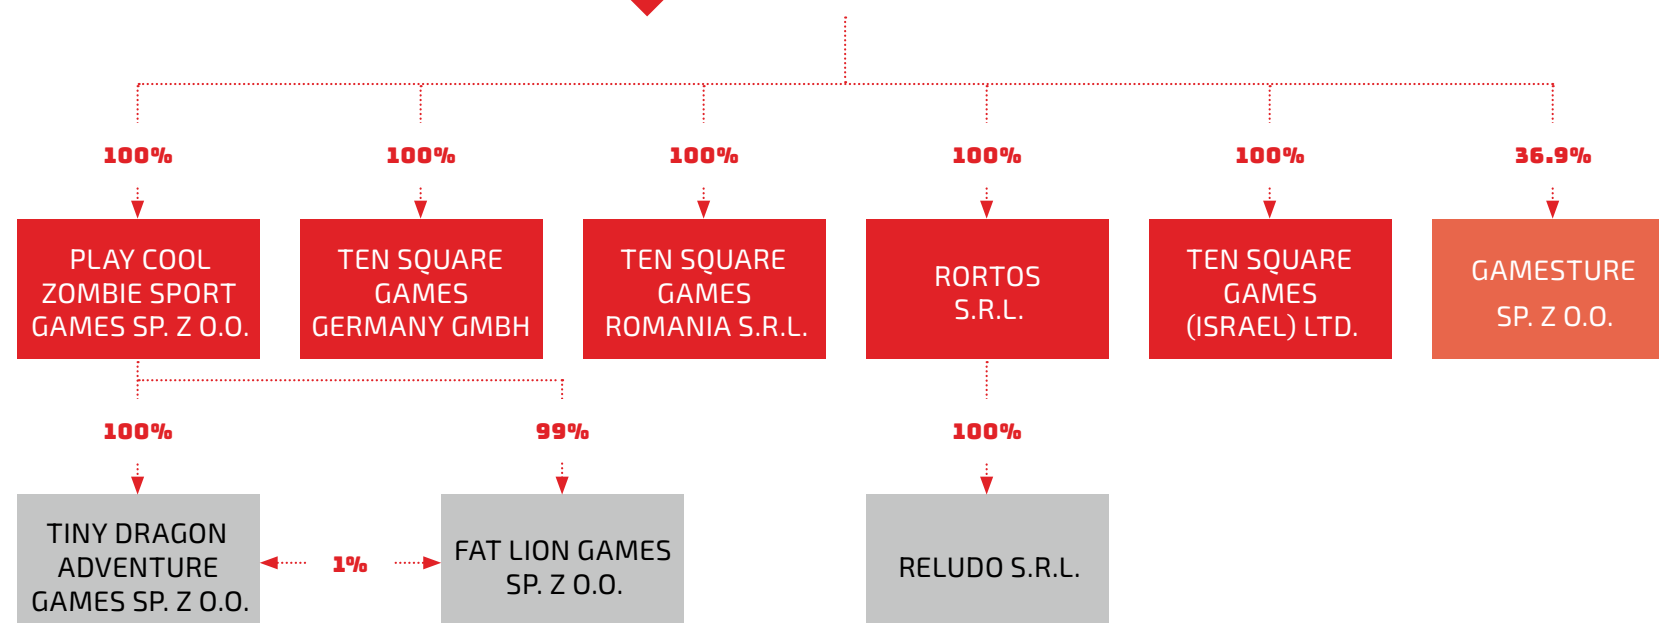 100%
100%
100%
100%
100%
36.9%
PLAY COOL
ZOMBIE SPORT
GAMES SP. Z O.O.
TEN SQUARE
GAMES
GERMANY GMBH
TEN SQUARE
GAMES
ROMANIA S.R.L.
RORTOS
S.R.L.
TEN SQUARE
GAMES
(ISRAEL) LTD.
GAMESTURE
SP. Z O.O.
100%
99%
100%
TINY DRAGON
ADVENTURE
GAMES SP. Z O.O.
1%
FAT LION GAMES
SP. Z O.O.
RELUDO S.R.L.